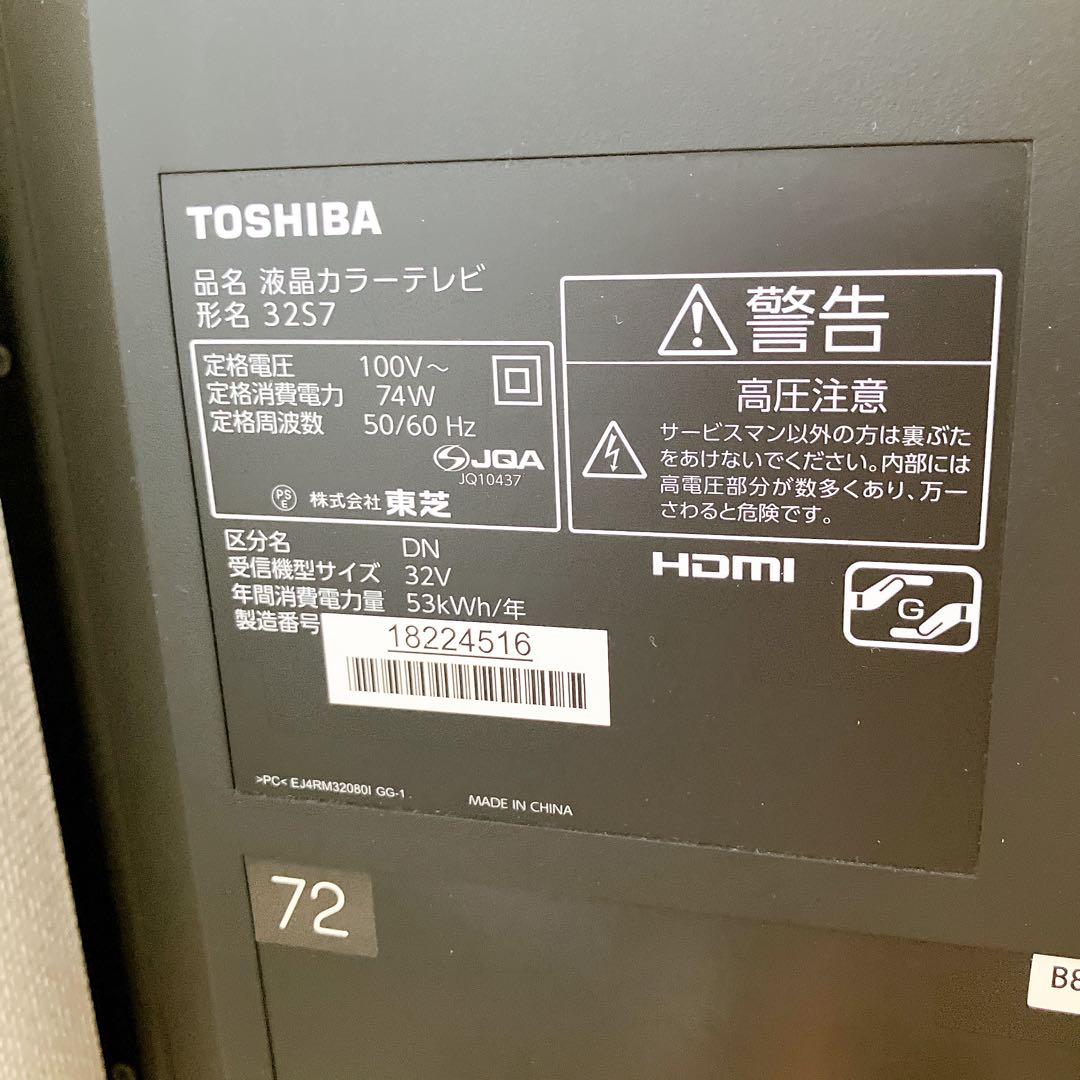 TOSHIBA
品名 液晶カラーテレビ
形名 32S7
定格電圧 100V～
定格消費電力 74W
定格周波数 50/60 Hz
JQA
JQ10437
PS
E
株式会社 東芝
警告
高圧注意
サービスマン以外の方は裏ぶた
をあけないでください。内部には
高電圧部分が数多くあり、万一
さわると危険です。
区分名 DN
受信機型サイズ 32V
年間消費電力量 53kWh/年
製造番号
18224516
HDMI
G
>PC< EJ4RM32080I GG-1
MADE IN CHINA
72
B8